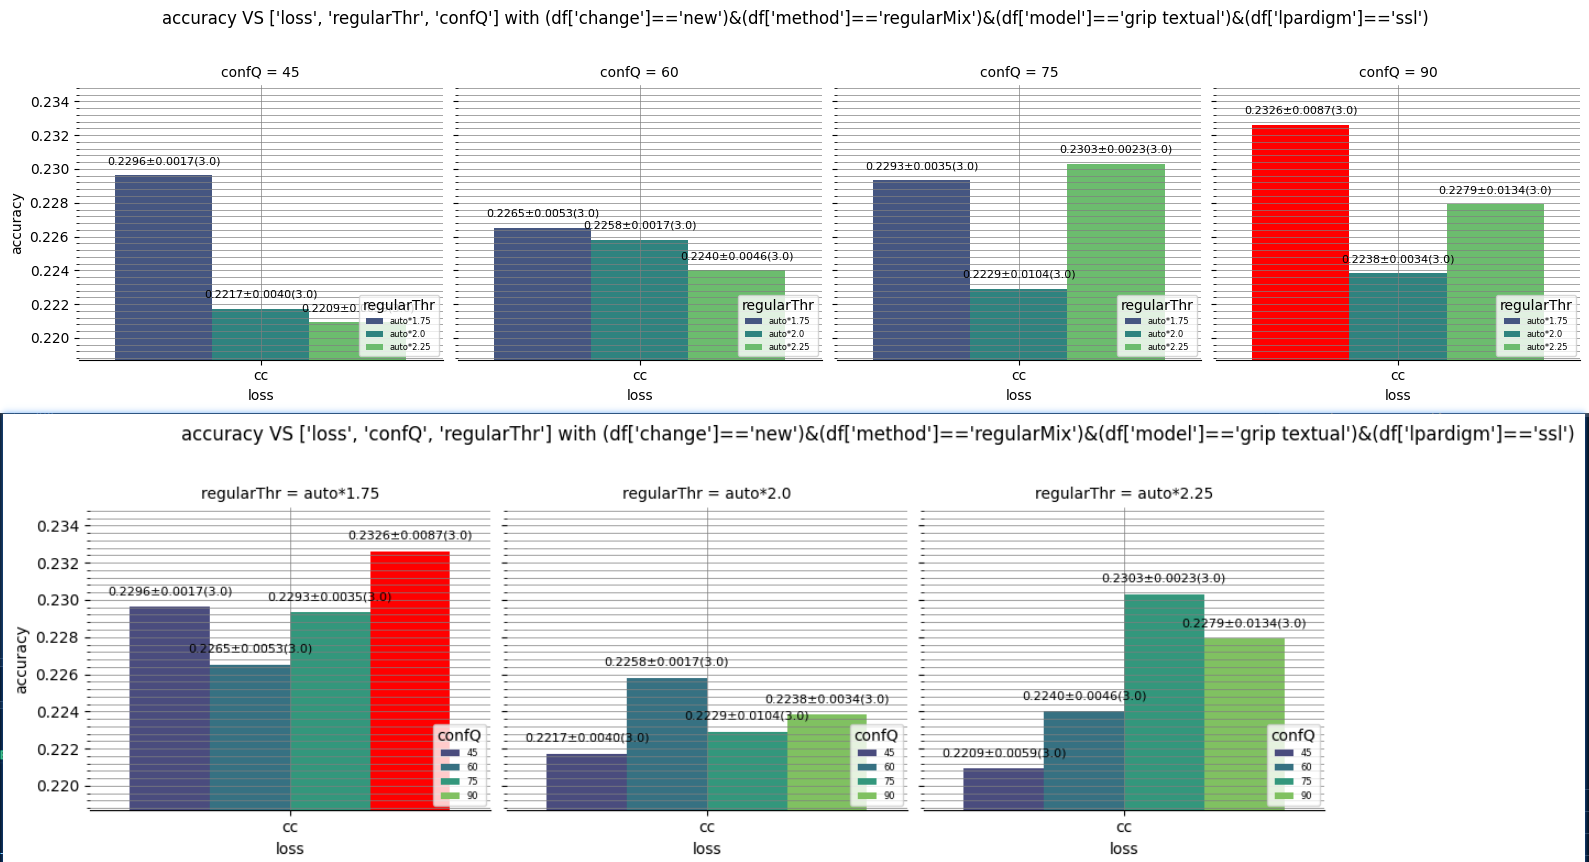 accuracy VS ['loss', 'regularThr', 'confQ'] with (df['change']=='new')&(df['method']=='regularMix')&(df['model']=='grip textual')&(df['lpardigm']=='ssl')
confQ = 45
confQ = 60
confQ = 75
confQ = 90
accuracy
0.234
0.232
0.230
0.228
0.226
0.224
0.222
0.220
0.2296±0.0017(3.0)
0.2217±0.0040(3.0)
0.2209±0.
regularThr
auto*1.75
auto*2.0
auto*2.25
cc
loss
0.2265±0.0053(3.0)
0.2258±0.0017(3.0)
0.2240±0.0046(3.0)
regularThr
auto*1.75
auto*2.0
auto*2.25
cc
loss
0.2293±0.0035(3.0)
0.2229±0.0104(3.0)
0.2303±0.0023(3.0)
regularThr
auto*1.75
auto*2.0
auto*2.25
cc
loss
0.2326±0.0087(3.0)
0.2238±0.0034(3.0)
0.2279±0.0134(3.0)
regularThr
auto*1.75
auto*2.0
auto*2.25
cc
loss
accuracy VS ['loss', 'confQ', 'regularThr'] with (df['change']=='new')&(df['method']=='regularMix')&(df['model']=='grip textual')&(df['lpardigm']=='ssl')
regularThr = auto*1.75
regularThr = auto*2.0
regularThr = auto*2.25
accuracy
0.234
0.232
0.230
0.228
0.226
0.224
0.222
0.220
0.2296±0.0017(3.0)
0.2265±0.0053(3.0)
0.2293±0.0035(3.0)
0.2326±0.0087(3.0)
confQ
45
60
75
90
cc
loss
0.2217±0.0040(3.0)
0.2258±0.0017(3.0)
0.2229±0.0104(3.0)
0.2238±0.0034(3.0)
confQ
45
60
75
90
cc
loss
0.2209±0.0059(3.0)
0.2240±0.0046(3.0)
0.2303±0.0023(3.0)
0.2279±0.0134(3.0)
confQ
45
60
75
90
cc
loss